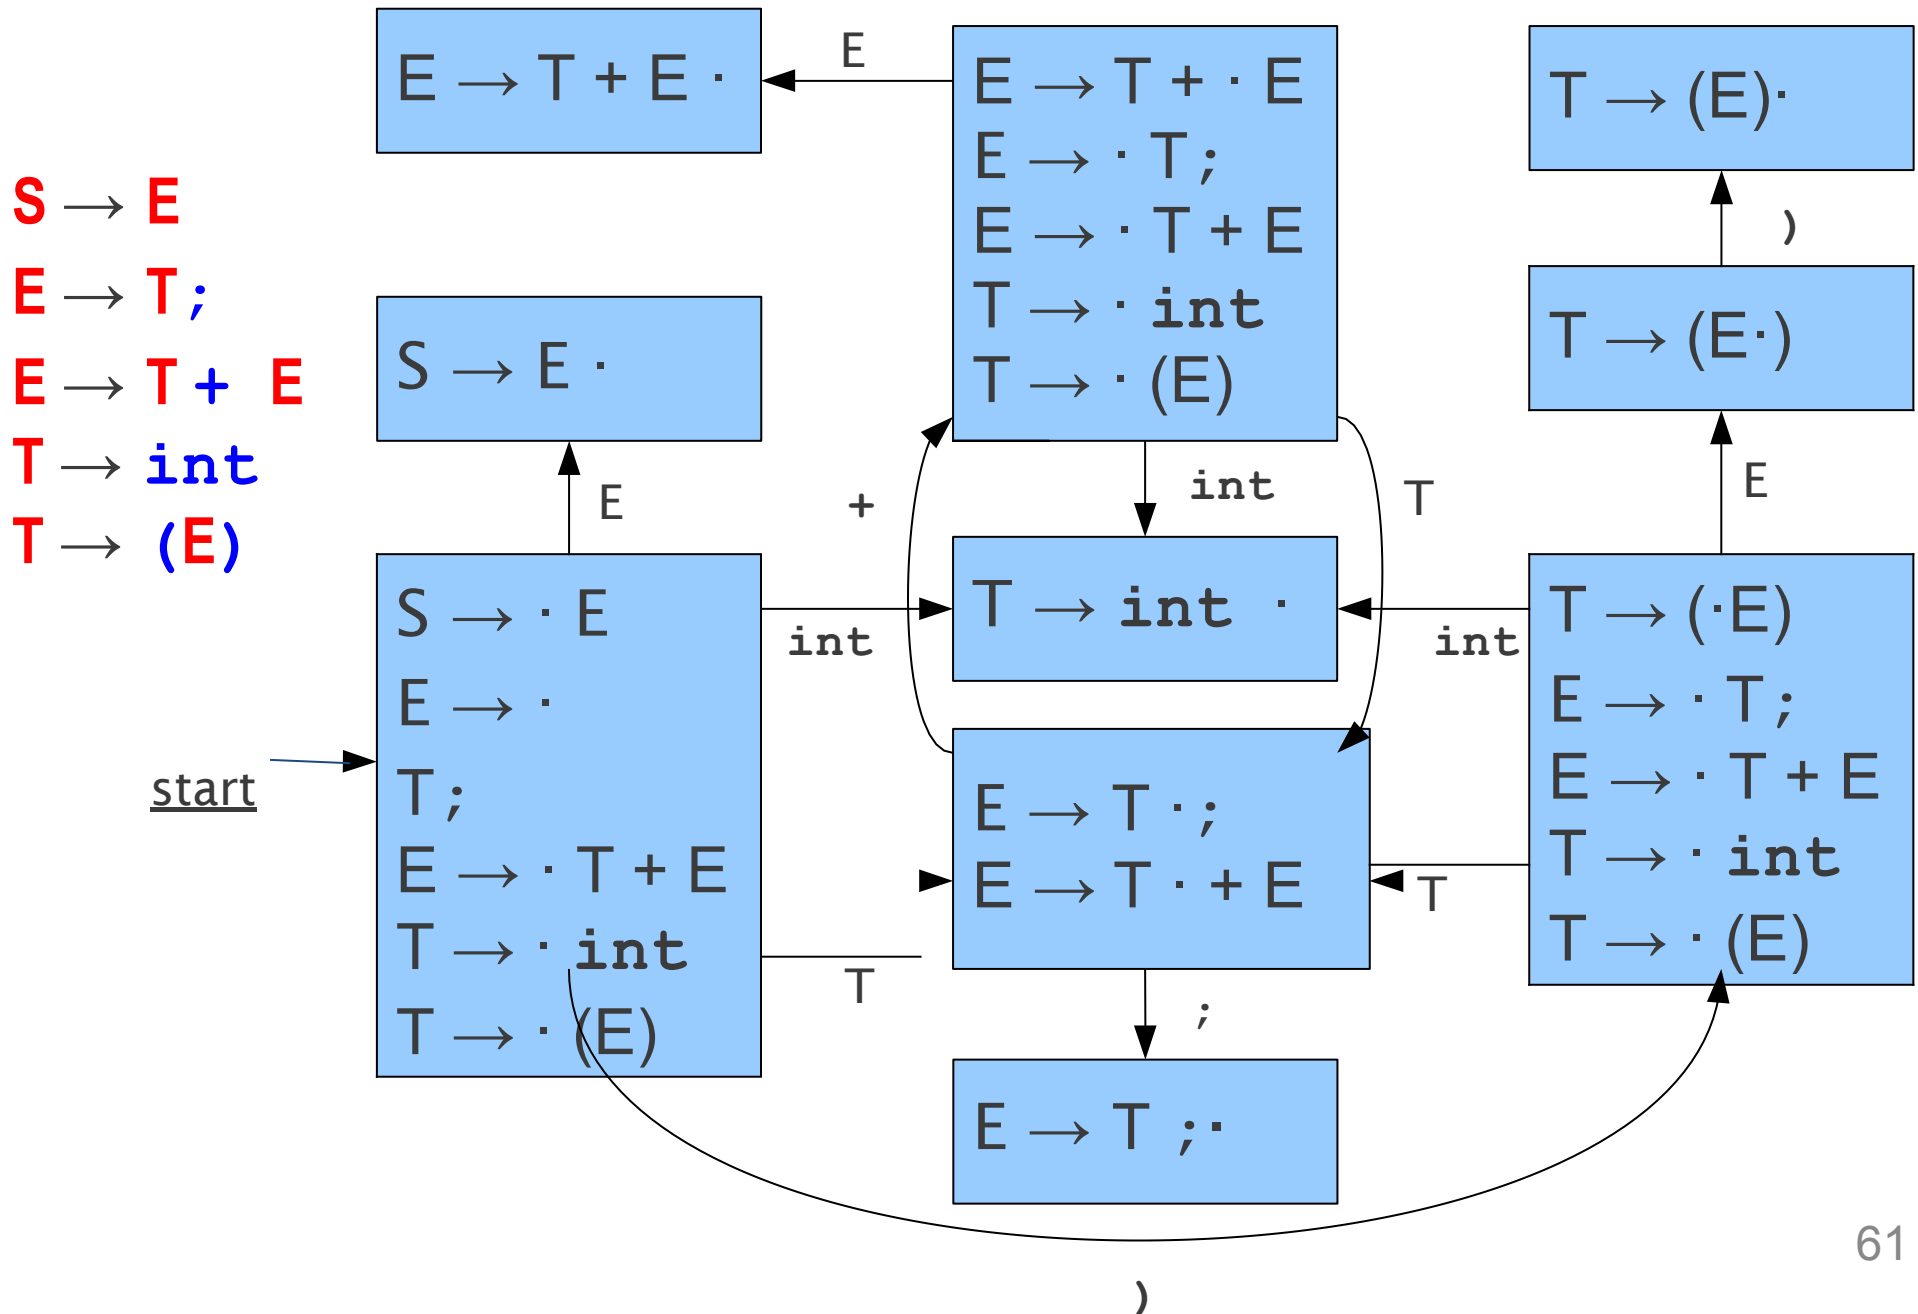 S → E
E → T ;
E → T + E
T → int
T → (E)
start
E → T + E ·
E
E → T + · E
E → · T ;
E → · T + E
T → · int
T → · (E)
T → (E)·
)
T → (E·)
E
S → E ·
E
+
int
T
S → · E
E → ·
T ;
E → · T + E
T → · int
T → · (E)
int
T → int ·
int
T → (·E)
E → · T ;
E → · T + E
T → · int
T → · (E)
E → T · ;
E → T · + E
T
T
;
E → T ; ·
)
61